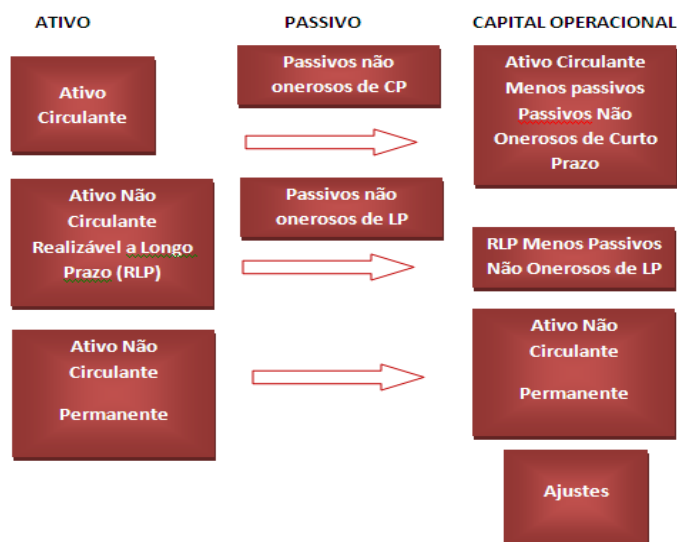 ATIVO
PASSIVO
CAPITAL OPERACIONAL
Ativo
Circulante
Passivos não
onerosos de CP
Ativo Circulante
Menos passivos
Passivos Não
Onerosos de Curto
Prazo
Ativo Não
Circulante
Realizável a Longo
Prazo (RLP)
Passivos não
onerosos de LP
RLP Menos Passivos
Não Onerosos de LP
Ativo Não
Circulante
Permanente
Ativo Não
Circulante
Permanente
Ajustes